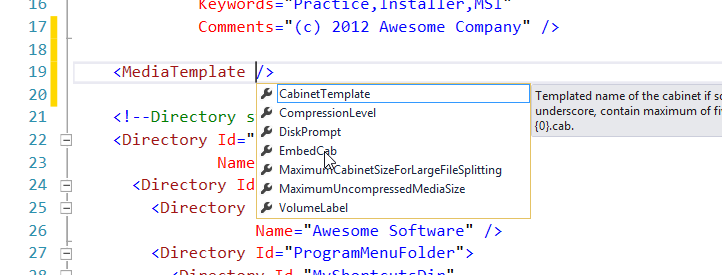 16 Keywords="Practice,Installer,MSI"
17 Comments="(c) 2012 Awesome Company" />
18
19 <MediaTemplate />
20
CabinetTemplate
CompressionLevel
DiskPrompt
EmbedCab
MaximumCabinetSizeForLargeFileSplitting
MaximumUncompressedMediaSize
VolumeLabel
Templated name of the cabinet if so
underscore, contain maximum of fi
{0}.cab.
21 <!--Directory s
22 <Directory Id="
23 Nam
24 <Directory Id
25 <Directory
26 Name="Awesome Software" />
27 <Directory Id="ProgramMenuFolder">
28 <Directory Id="MyShortcutsDir"